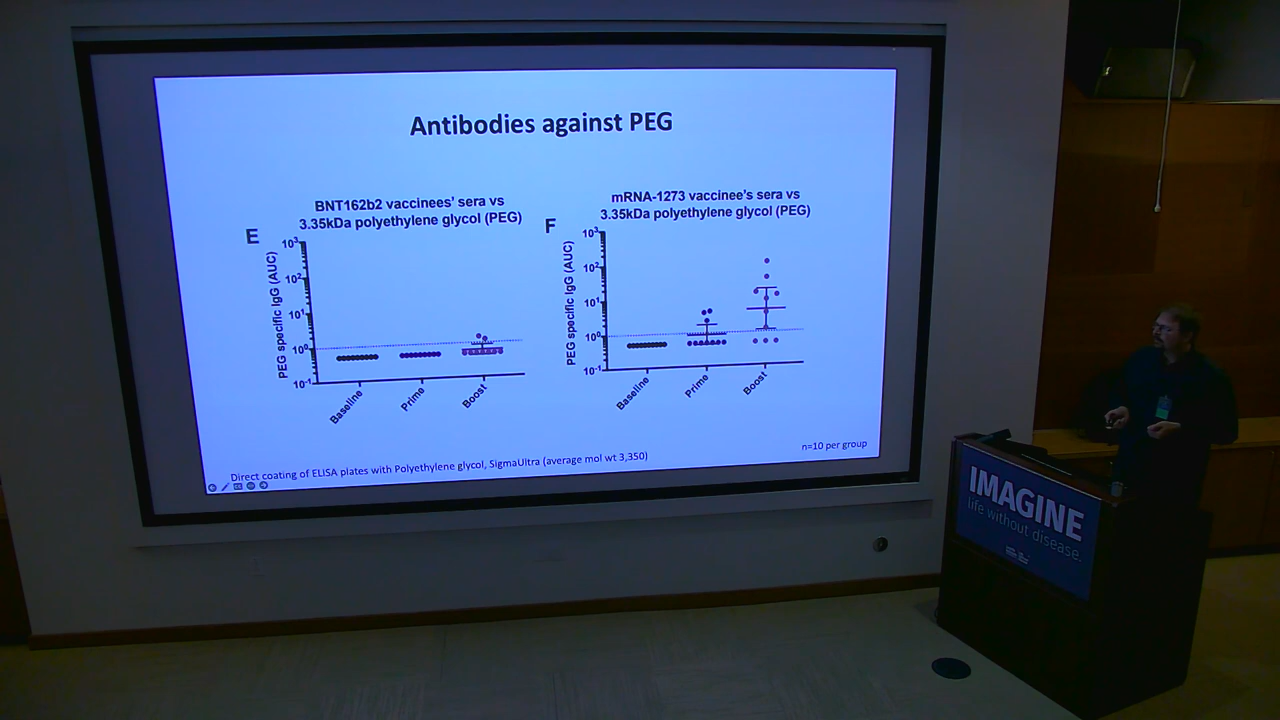 Antibodies against PEG
E
BNT162b2 vaccinees' sera vs
3.35kDa polyethylene glycol (PEG)
PEG specific IgG (AUC)
10³
10²
10¹
10⁰
10⁻¹
Baseline
Prime
Boost
F
mRNA-1273 vaccinee's sera vs
3.35kDa polyethylene glycol (PEG)
PEG specific IgG (AUC)
10³
10²
10¹
10⁰
10⁻¹
Baseline
Prime
Boost
n=10 per group
Direct coating of ELISA plates with Polyethylene glycol, SigmaUltra (average mol wt 3,350)
IMAGINE
life without disease.